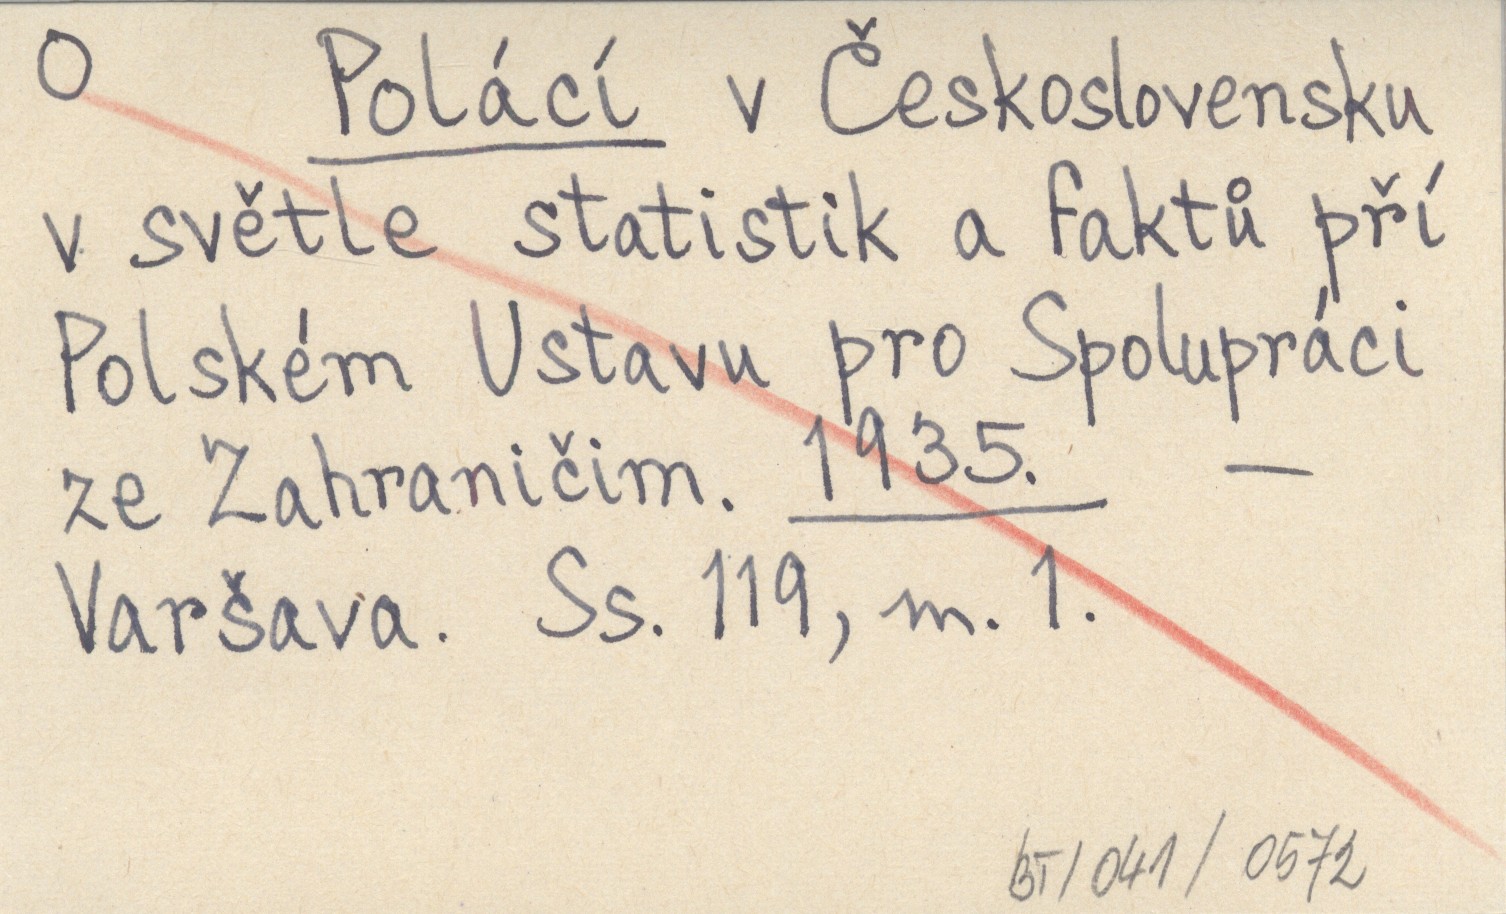 O Polácí v Československu
v světle statistik a faktů pří
Polském Ustavu pro Spolupráci
ze Zahraničim. 1935. —
Varšava. Ss. 119, m. 1.
BT/041/0572